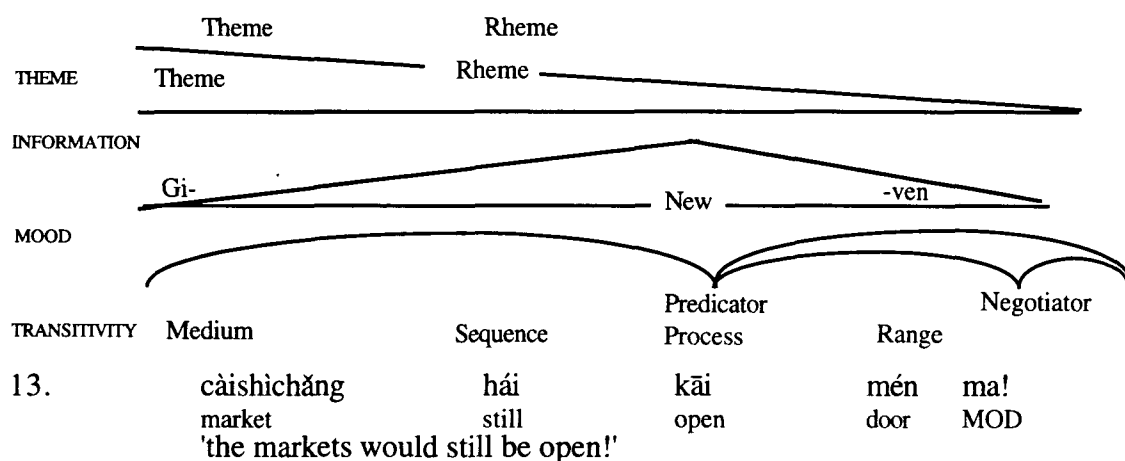 Theme Rheme
THEME Theme Rheme
INFORMATION
Gi- New -ven
MOOD
Predicator Negotiator
TRANSITIVITY Medium Sequence Process Range
13. càishìchǎng hái kāi mén ma!
market still open door MOD
'the markets would still be open!'